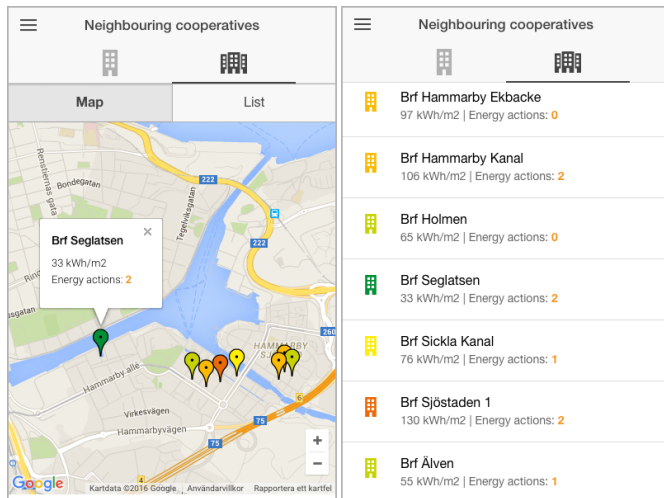 Neighbouring cooperatives
Map
List
Renstiernas gata
Bondegatan
Tegelviksgatan
222
222
Brf Seglatsen
×
33 kWh/m2
Energy actions: 2
HAMMARBY
260
Hammarby allé
6
Virkesvägen
75
Hammarbyvägen
75
4
+
−
Google
Kartdata ©2016 Google
Användarvillkor
Rapportera ett kartfel
Neighbouring cooperatives
Brf Hammarby Ekbacke
97 kWh/m2 | Energy actions: 0
Brf Hammarby Kanal
106 kWh/m2 | Energy actions: 2
Brf Holmen
65 kWh/m2 | Energy actions: 0
Brf Seglatsen
33 kWh/m2 | Energy actions: 2
Brf Sickla Kanal
76 kWh/m2 | Energy actions: 1
Brf Sjöstaden 1
130 kWh/m2 | Energy actions: 2
Brf Älven
55 kWh/m2 | Energy actions: 1